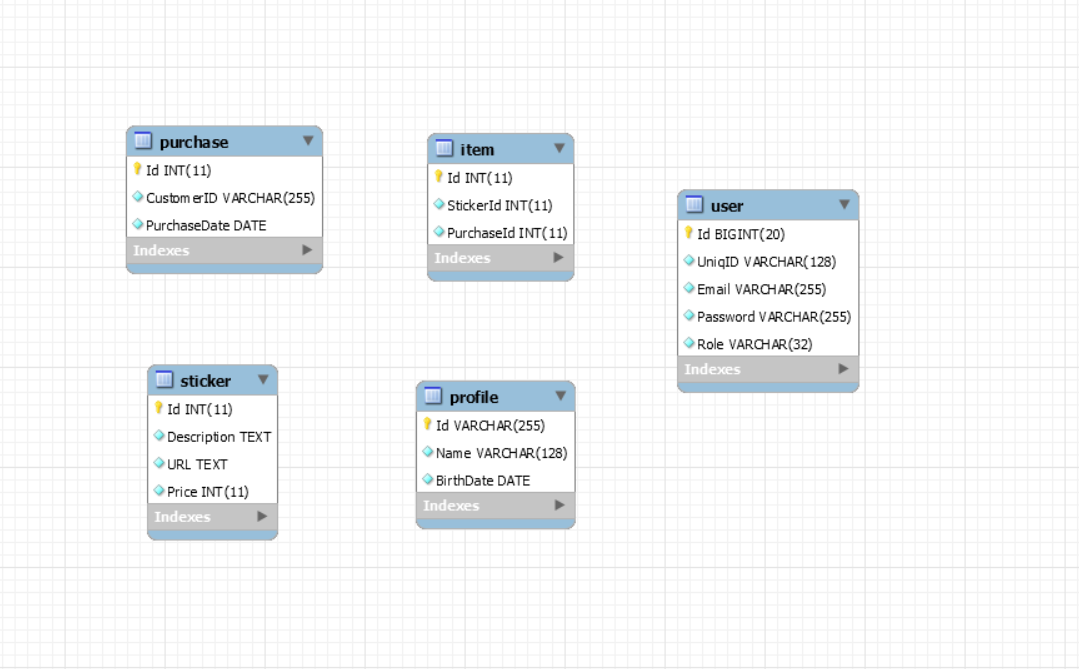 purchase
Id INT(11)
CustomerID VARCHAR(255)
PurchaseDate DATE
Indexes
item
Id INT(11)
StickerId INT(11)
PurchaseId INT(11)
Indexes
user
Id BIGINT(20)
UniqID VARCHAR(128)
Email VARCHAR(255)
Password VARCHAR(255)
Role VARCHAR(32)
Indexes
sticker
Id INT(11)
Description TEXT
URL TEXT
Price INT(11)
Indexes
profile
Id VARCHAR(255)
Name VARCHAR(128)
BirthDate DATE
Indexes